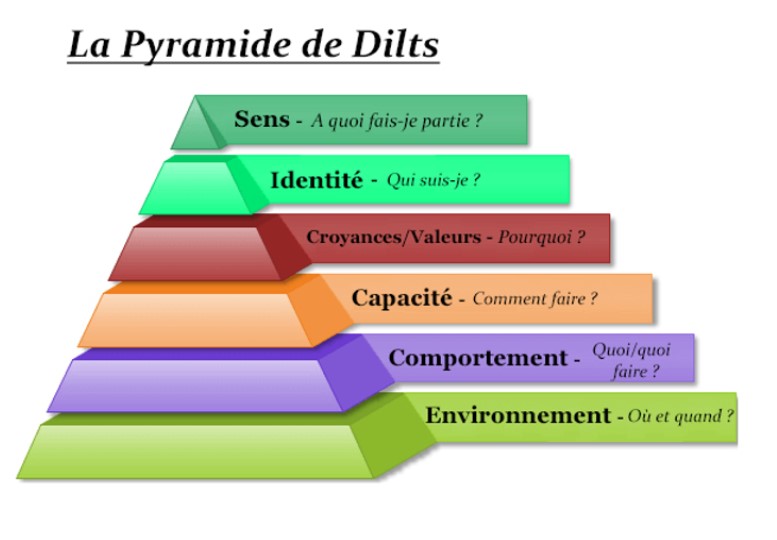 La Pyramide de Dilts
Sens - A quoi fais-je partie ?
Identité - Qui suis-je ?
Croyances/Valeurs - Pourquoi ?
Capacité - Comment faire ?
Comportement - Quoi/quoi
faire ?
Environnement - Où et quand ?